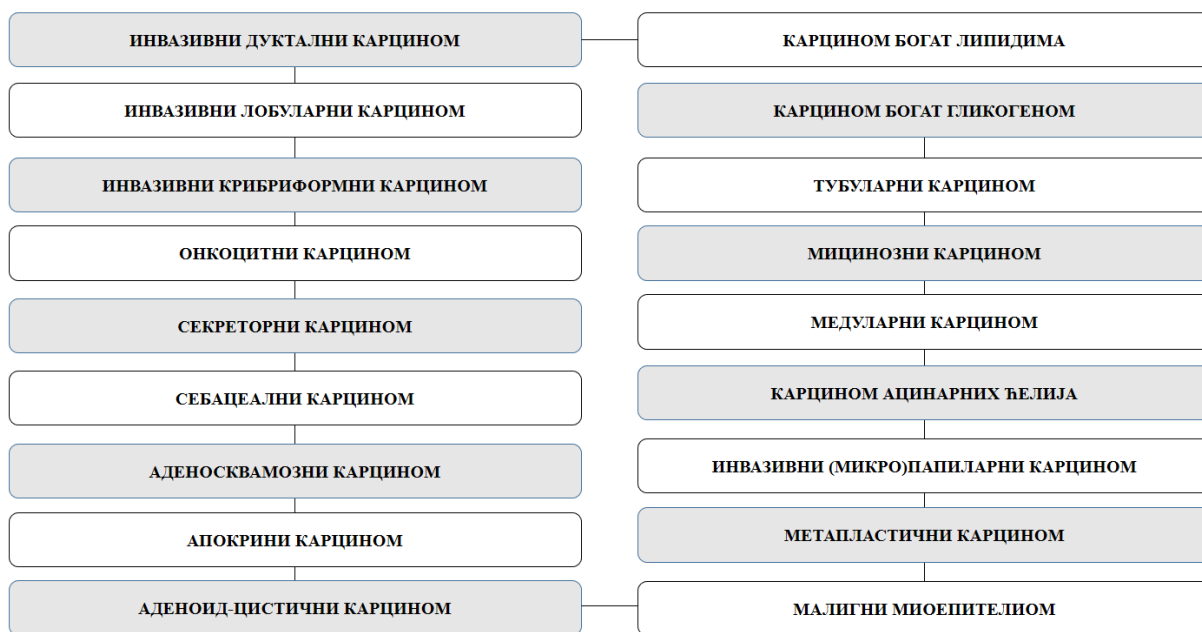 ИНВАЗИВНИ ДУКТАЛНИ КАРЦИНОМ
ИНВАЗИВНИ ЛОБУЛАРНИ КАРЦИНОМ
ИНВАЗИВНИ КРИБРИФОРМНИ КАРЦИНОМ
ОНКОЦИТНИ КАРЦИНОМ
СЕКРЕТОРНИ КАРЦИНОМ
СЕБАЦЕАЛНИ КАРЦИНОМ
АДЕНОСКВАМОЗНИ КАРЦИНОМ
АПОКРИНИ КАРЦИНОМ
АДЕНОИД-ЦИСТИЧНИ КАРЦИНОМ
КАРЦИНОМ БОГАТ ЛИПИДИМА
КАРЦИНОМ БОГАТ ГЛИКОГЕНОМ
ТУБУЛАРНИ КАРЦИНОМ
МИЦИНОЗНИ КАРЦИНОМ
МЕДУЛАРНИ КАРЦИНОМ
КАРЦИНОМ АЦИНАРНИХ ЋЕЛИЈА
ИНВАЗИВНИ (МИКРО)ПАПИЛАРНИ КАРЦИНОМ
МЕТАПЛАСТИЧНИ КАРЦИНОМ
МАЛИГНИ МИОЕПИТЕЛИОМ